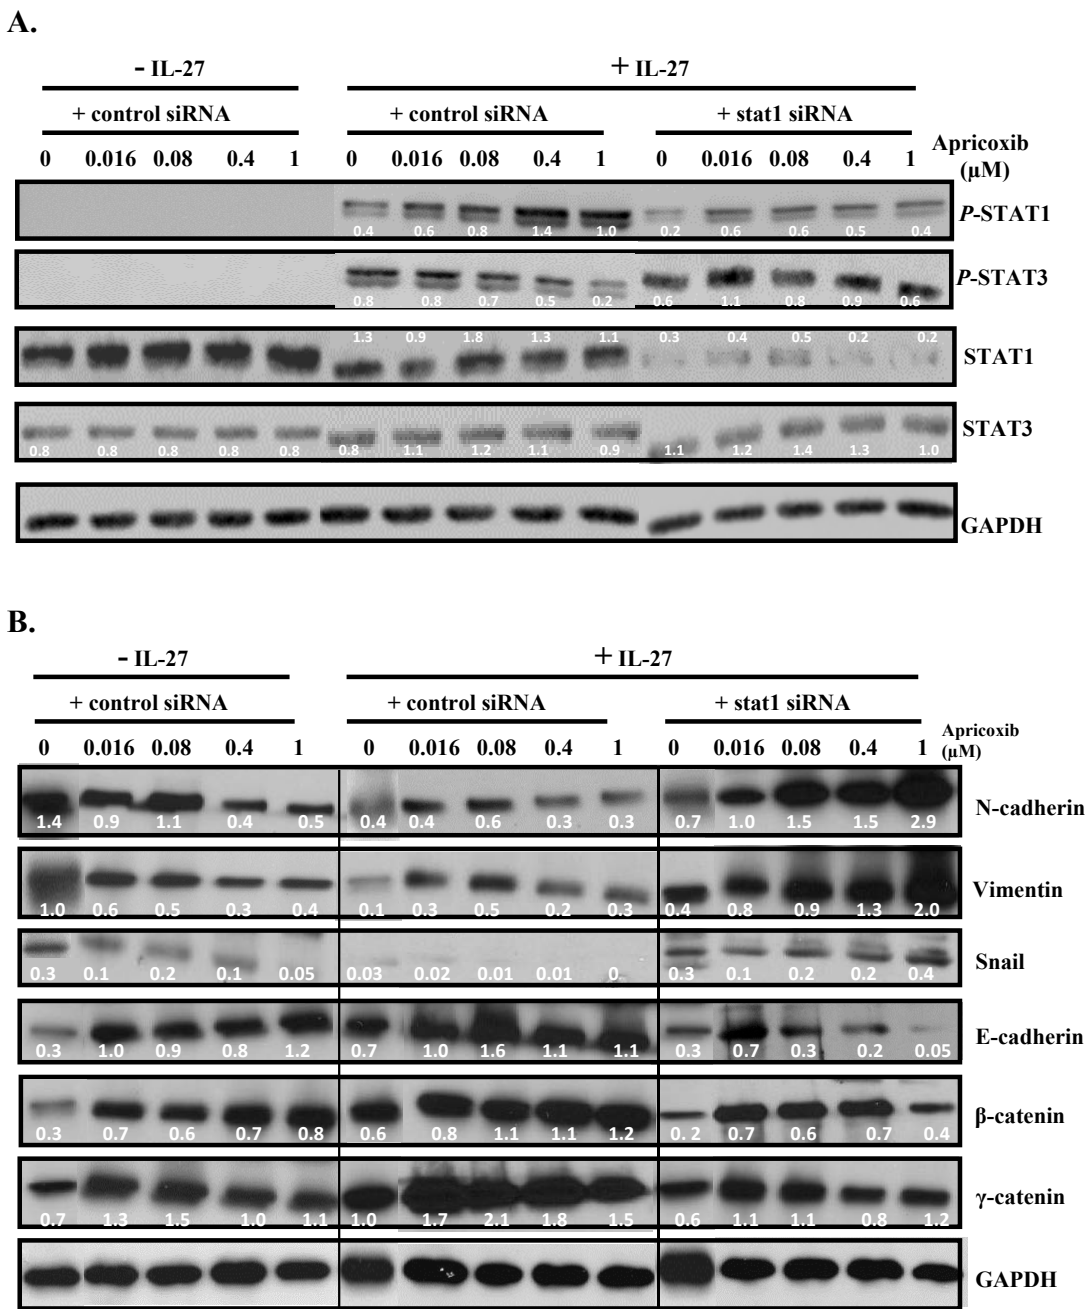 A.
- IL-27 + IL-27
+ control siRNA + control siRNA + stat1 siRNA
Apricoxib
(µM)
0 0.016 0.08 0.4 1 0 0.016 0.08 0.4 1 0 0.016 0.08 0.4 1
P-STAT1
0.4 0.6 0.8 1.4 1.0 0.2 0.6 0.6 0.5 0.4
P-STAT3
0.8 0.8 0.7 0.5 0.2 0.6 1.1 0.8 0.9 0.6
1.3 0.9 1.8 1.3 1.1 0.3 0.4 0.5 0.2 0.2
STAT1
STAT3
0.8 0.8 0.8 0.8 0.8 0.8 1.1 1.2 1.1 0.9 1.1 1.2 1.4 1.3 1.0
GAPDH
B.
- IL-27 + IL-27
+ control siRNA + control siRNA + stat1 siRNA
Apricoxib
(µM)
0 0.016 0.08 0.4 1 0 0.016 0.08 0.4 1 0 0.016 0.08 0.4 1
N-cadherin
1.4 0.9 1.1 0.4 0.5 0.4 0.4 0.6 0.3 0.3 0.7 1.0 1.5 1.5 2.9
Vimentin
1.0 0.6 0.5 0.3 0.4 0.1 0.3 0.5 0.2 0.3 0.4 0.8 0.9 1.3 2.0
Snail
0.3 0.1 0.2 0.1 0.05 0.03 0.02 0.01 0.01 0. 0.3 0.1 0.2 0.2 0.4
E-cadherin
0.3 1.0 0.9 0.8 1.2 0.7 1.0 1.6 1.1 1.1 0.3 0.7 0.3 0.2 0.05
β-catenin
0.3 0.7 0.6 0.7 0.8 0.6 0.8 1.1 1.1 1.2 0. 2 0.7 0.6 0.7 0.4
γ-catenin
0.7 1.3 1.5 1.0 1.1 1.0 1.7 2.1 1.8 1.5 0.6 1.1 1.1 0.8 1.2
GAPDH